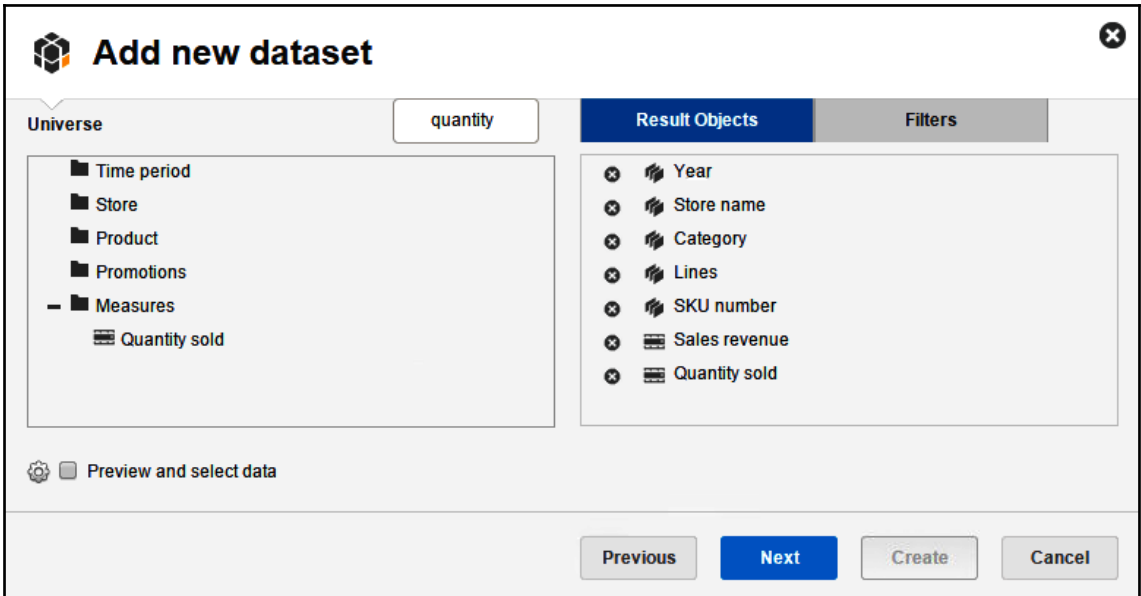 Add new dataset
Universe
quantity
Result Objects
Filters
Time period
Store
Product
Promotions
Measures
Quantity sold
Year
Store name
Category
Lines
SKU number
Sales revenue
Quantity sold
Preview and select data
Previous
Next
Create
Cancel